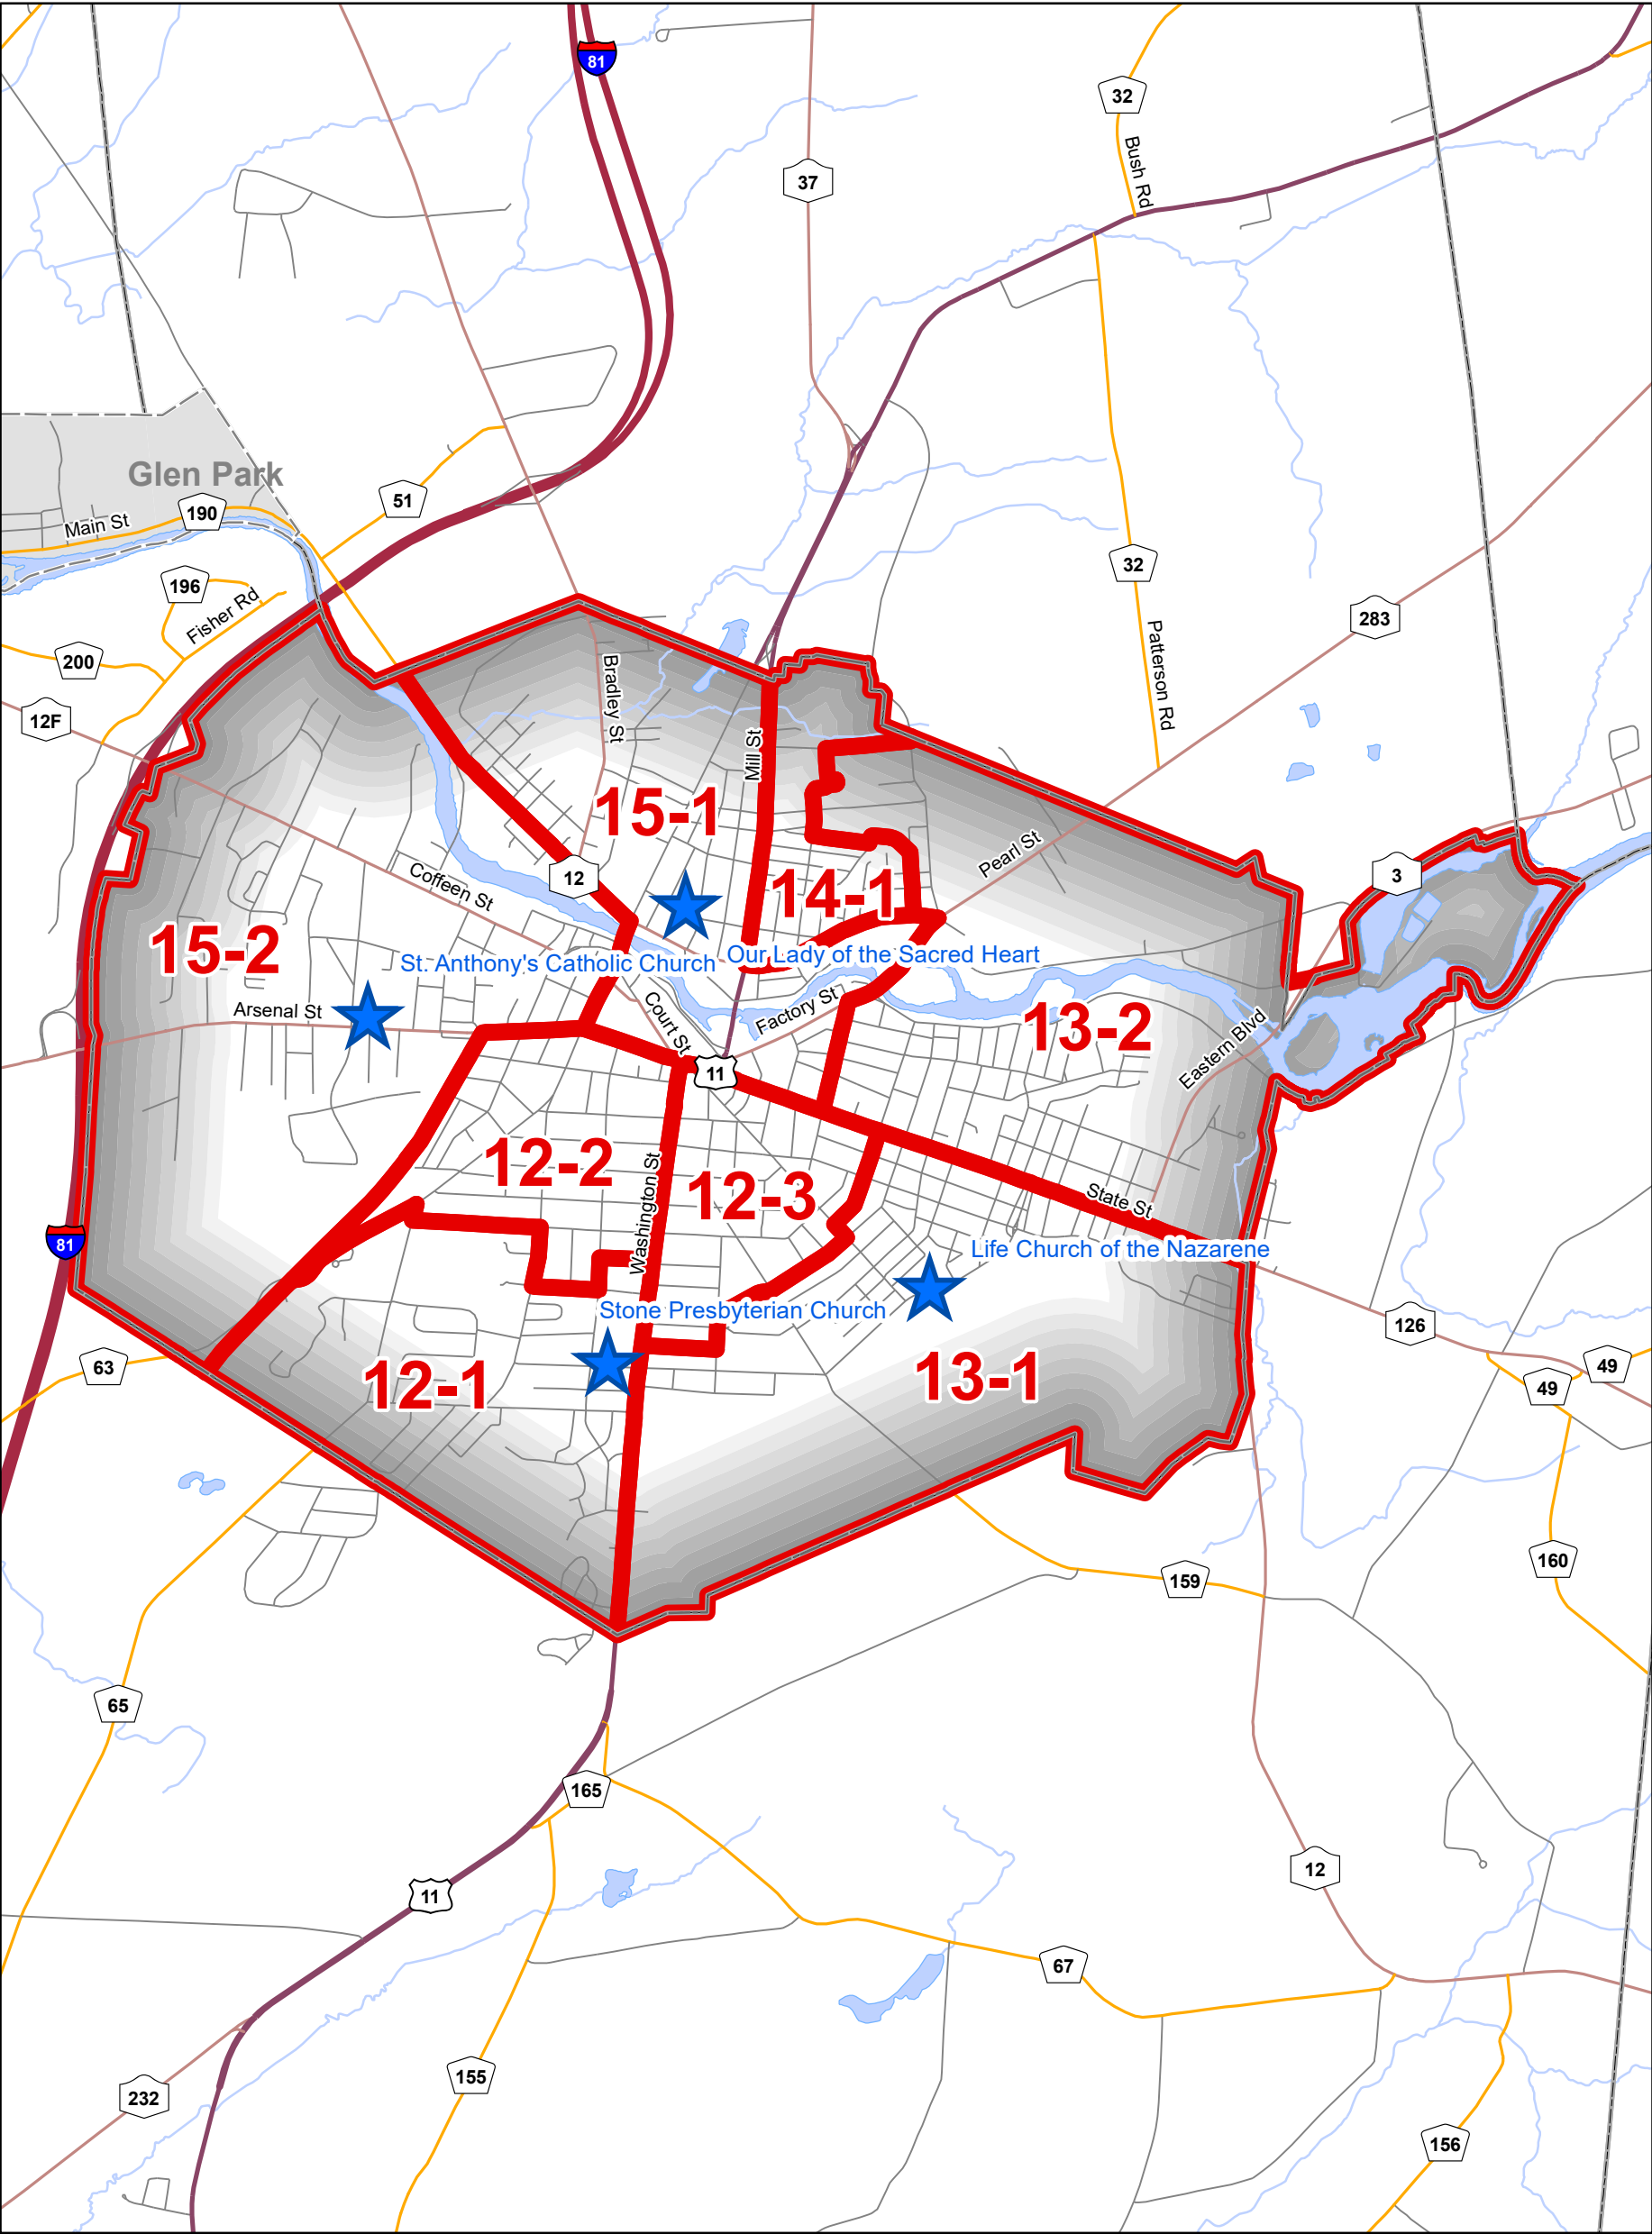 81
32
Bush Rd
37
Glen Park
190
Main St
51
32
Patterson Rd
196
Fisher Rd
283
200
12F
Bradley St
Mill St
15-1
Pearl St
12
3
Coffeen St
14-1
15-2
St. Anthony's Catholic Church
Our Lady of the Sacred Heart
Arsenal St
Court St
Factory St
13-2
Eastern Blvd
11
12-2
Washington St
12-3
State St
81
Life Church of the Nazarene
Stone Presbyterian Church
126
63
12-1
13-1
49
49
160
159
65
165
12
11
67
232
155
156